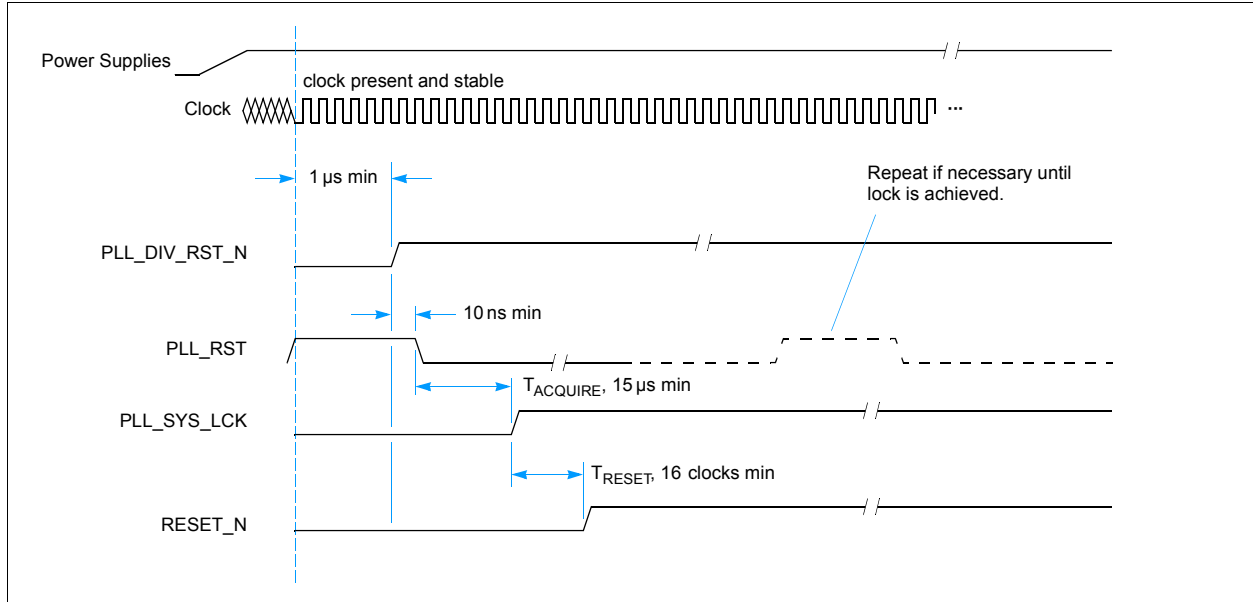 Power Supplies
clock present and stable
Clock
...
1 µs min
Repeat if necessary until
lock is achieved.
PLL_DIV_RST_N
10 ns min
PLL_RST
TACQUIRE, 15 µs min
PLL_SYS_LCK
TRESET, 16 clocks min
RESET_N